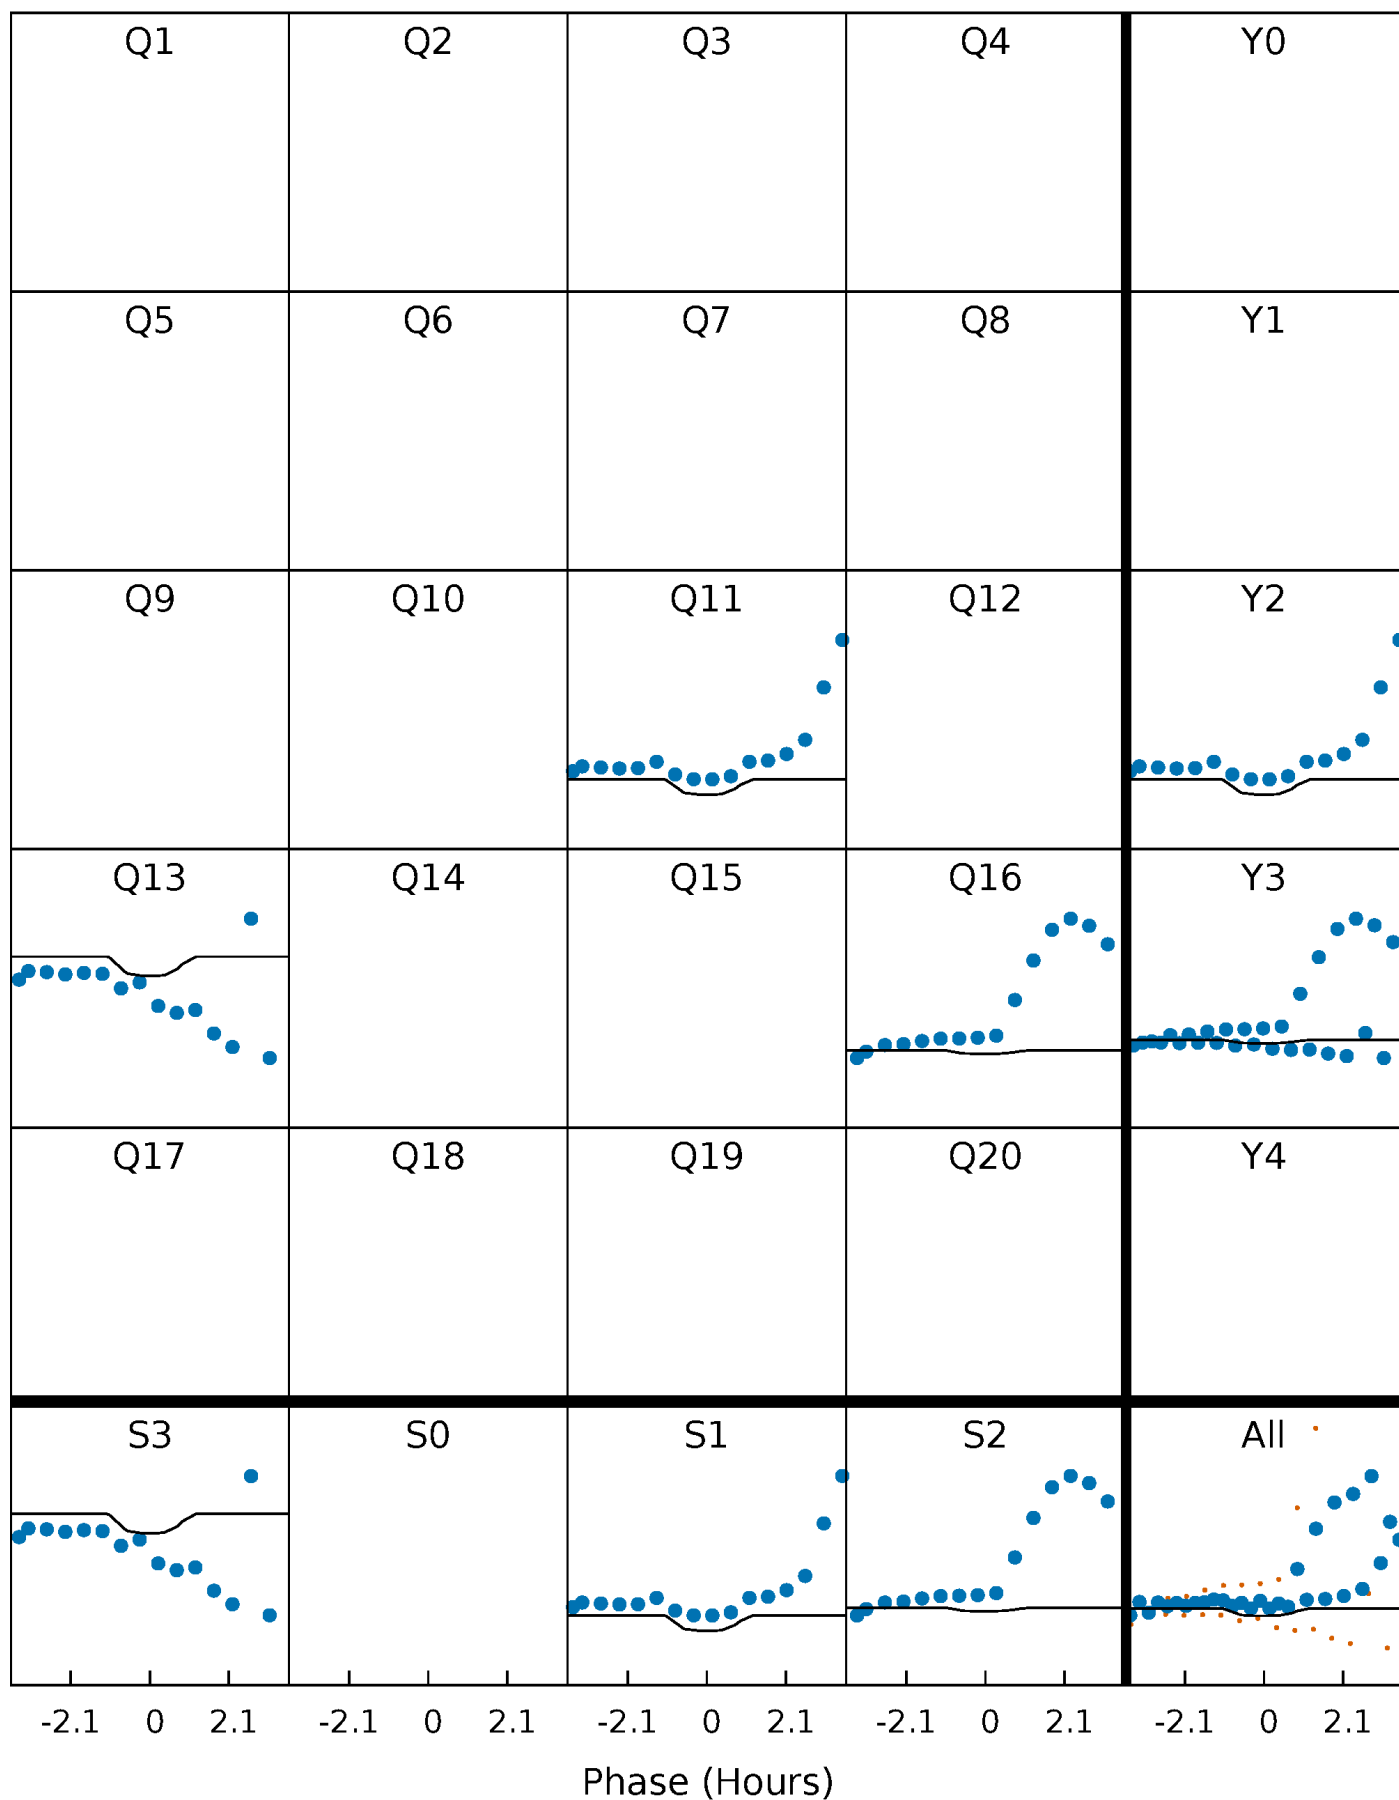 Q1 Q2 Q3 Q4 Y0
Q5 Q6 Q7 Q8 Y1
Q9 Q10 Q11 Q12 Y2
Q13 Q14 Q15 Q16 Y3
Q17 Q18 Q19 Q20 Y4
S3 S0 S1 S2 All
-2.1 0 2.1 -2.1 0 2.1 -2.1 0 2.1 -2.1 0 2.1 -2.1 0 2.1
Phase (Hours)